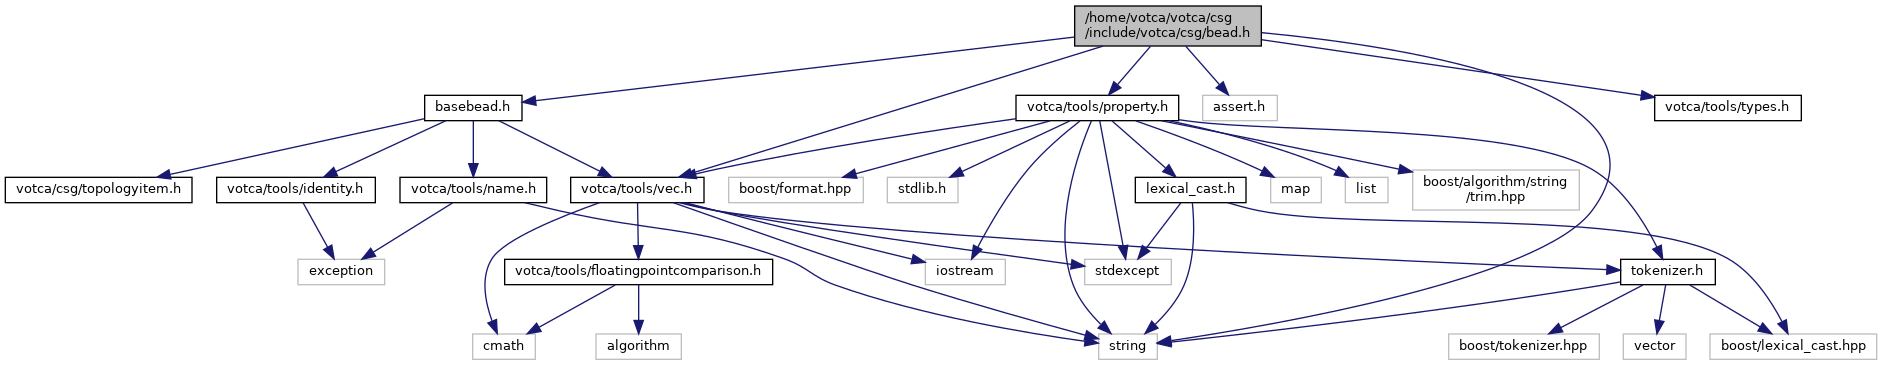 /home/votca/votca/csg
/include/votca/csg/bead.h
basebead.h
votca/tools/property.h
assert.h
votca/tools/types.h
votca/csg/topologyitem.h
votca/tools/identity.h
votca/tools/name.h
votca/tools/vec.h
boost/format.hpp
stdlib.h
lexical_cast.h
map
list
boost/algorithm/string
/trim.hpp
exception
votca/tools/floatingpointcomparison.h
iostream
stdexcept
tokenizer.h
cmath
algorithm
string
boost/tokenizer.hpp
vector
boost/lexical_cast.hpp